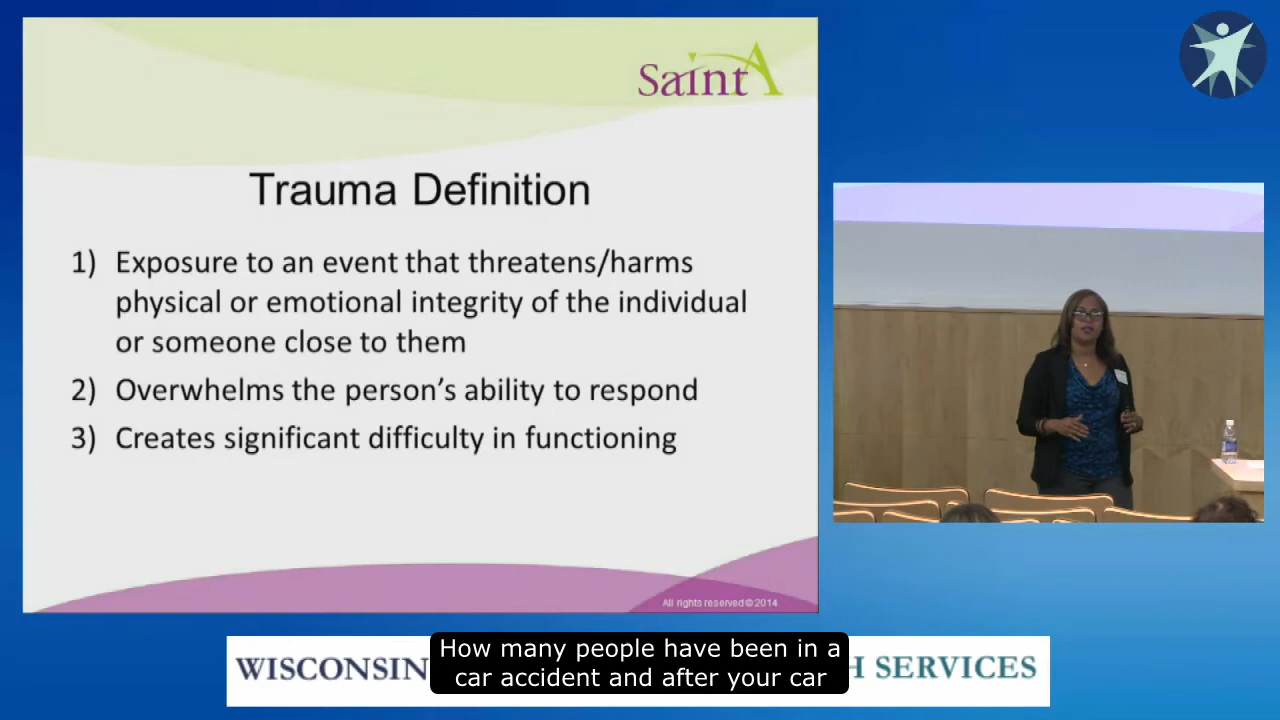 SaintA
Trauma Definition
1) Exposure to an event that threatens/harms
physical or emotional integrity of the individual
or someone close to them
2) Overwhelms the person's ability to respond
3) Creates significant difficulty in functioning
All rights reserved©2014
WISCONSIN
H SERVICES
How many people have been in a
car accident and after your car